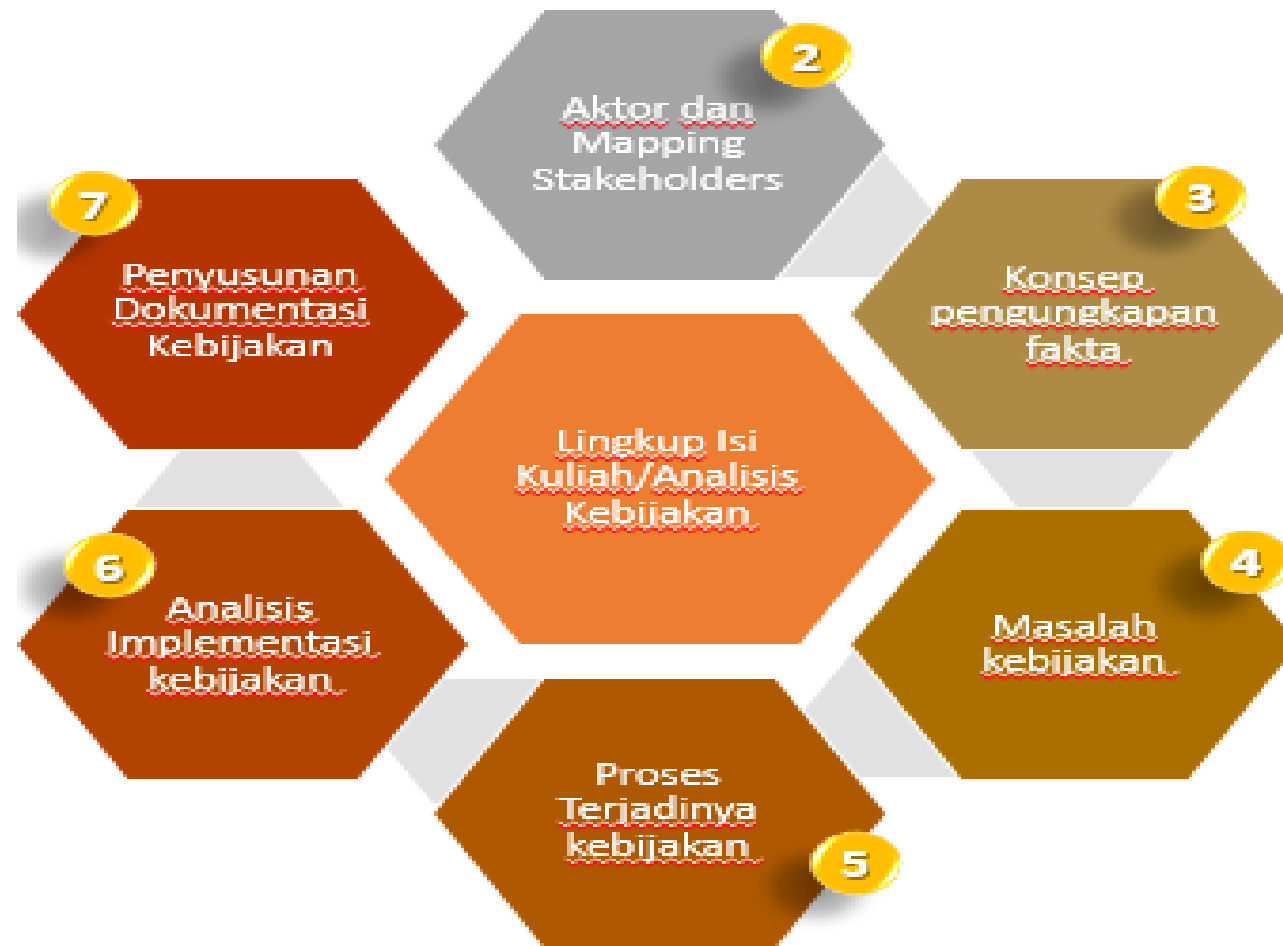 2
Aktor dan
Mapping
Stakeholders
3
Konsep
pengungkapan
fakta
4
Masalah
kebijakan
5
Proses
Terjadinya
kebijakan
6
Analisis
Implementasi
kebijakan
7
Penyusunan
Dokumentasi
Kebijakan
Lingkup Isi
Kuliah/Analisis
Kebijakan